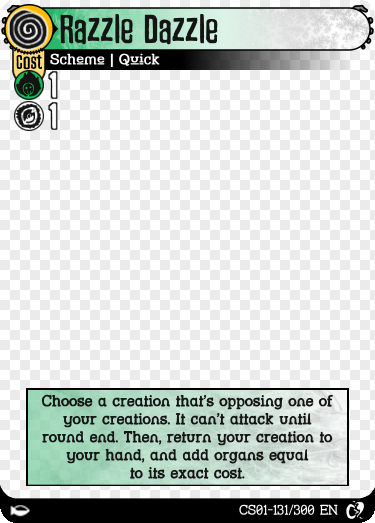 Razzle Dazzle
Cost
Scheme | Quick
1
1
Choose a creation that's opposing one of
your creations. It can't attack until
round end. Then, return your creation to
your hand, and add organs equal
to its exact cost.
CS01-131/300 EN